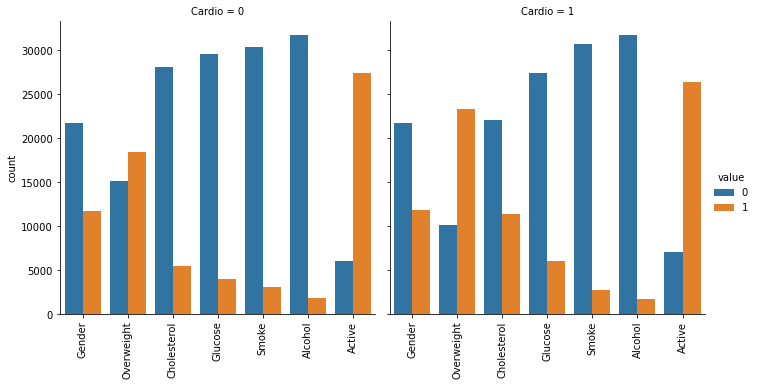 Cardio = 0
Cardio = 1
30000
25000
20000
15000
10000
5000
0
count
Gender
Overweight
Cholesterol
Glucose
Smoke
Alcohol
Active
Gender
Overweight
Cholesterol
Glucose
Smoke
Alcohol
Active
value
0
1